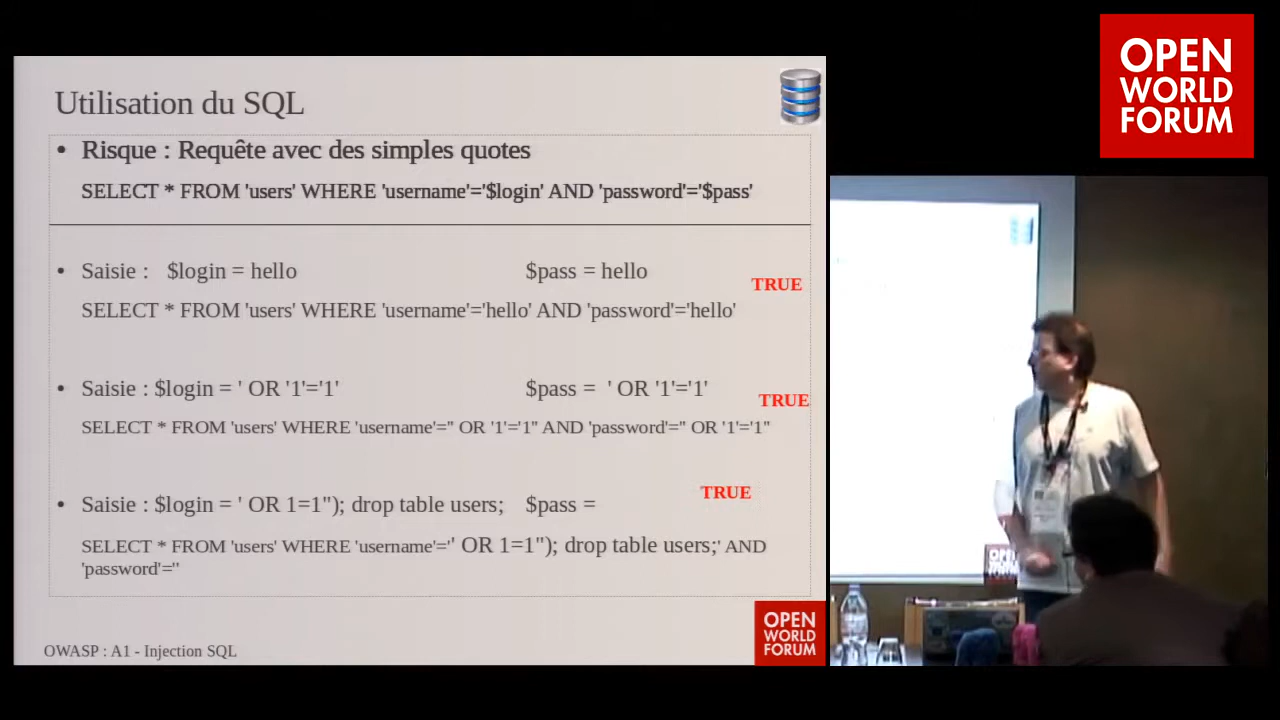 OPEN
WORLD
FORUM
Utilisation du SQL
• Risque : Requête avec des simples quotes
SELECT * FROM 'users' WHERE 'username'='$login' AND 'password'='$pass'
• Saisie : $login = hello $pass = hello
TRUE
SELECT * FROM 'users' WHERE 'username'='hello' AND 'password'='hello'
• Saisie : $login = ' OR '1'='1' $pass = ' OR '1'='1'
TRUE
SELECT * FROM 'users' WHERE 'username'='' OR '1'='1'' AND 'password'='' OR '1'='1''
TRUE
• Saisie : $login = ' OR 1=1"); drop table users; $pass =
SELECT * FROM 'users' WHERE 'username'='' OR 1=1"); drop table users;' AND
'password'=''
OPEN
WORLD
FORUM
OWASP : A1 - Injection SQL